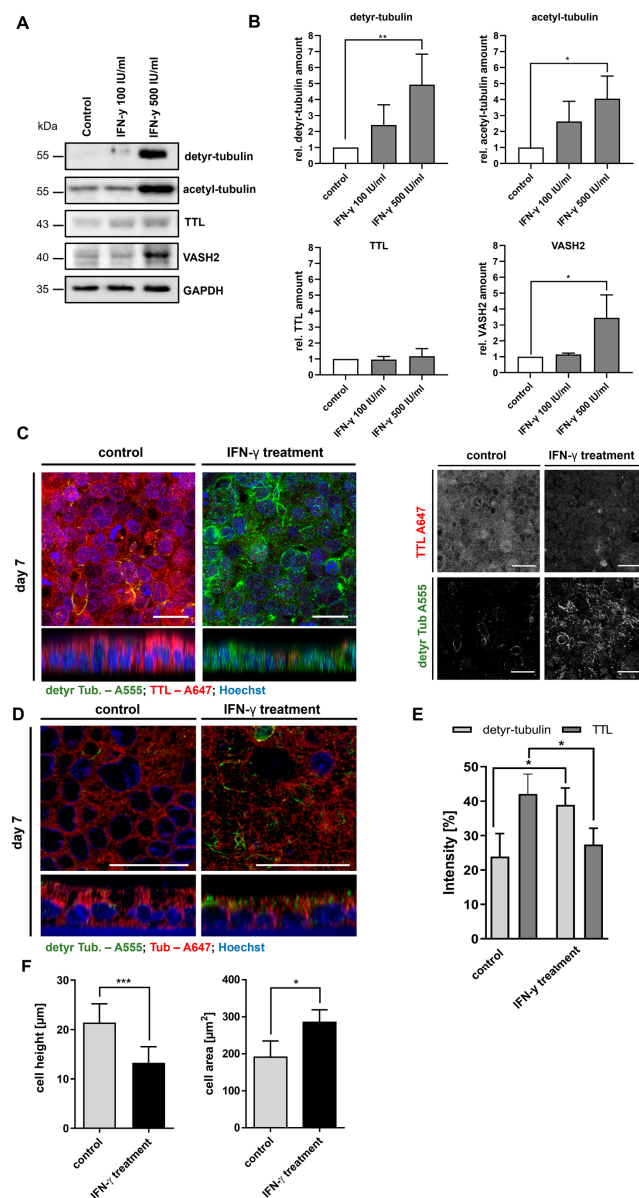 A
Control
IFN-γ 100 IU/ml
IFN-γ 500 IU/ml
kDa
55
detyr-tubulin
55
acetyl-tubulin
43
TTL
40
VASH2
35
GAPDH
B
detyr-tubulin
rel. detyr-tubulin amount
8
7
6
5
4
3
2
1
0
**
control
IFN-γ 100 IU/ml
IFN-γ 500 IU/ml
acetyl-tubulin
rel. acetyl-tubulin amount
8
7
6
5
4
3
2
1
0
*
control
IFN-γ 100 IU/ml
IFN-γ 500 IU/ml
TTL
rel. TTL amount
8
7
6
5
4
3
2
1
0
control
IFN-γ 100 IU/ml
IFN-γ 500 IU/ml
VASH2
rel. VASH2 amount
8
7
6
5
4
3
2
1
0
*
control
IFN-γ 100 IU/ml
IFN-γ 500 IU/ml
C
control
IFN-γ treatment
day 7
detyr Tub. – A555; TTL – A647; Hoechst
control
IFN-γ treatment
TTL A647
detyr Tub A555
D
control
IFN-γ treatment
day 7
detyr Tub. – A555; Tub – A647; Hoechst
E
detyr-tubulin
TTL
Intensity [%]
50
40
30
20
10
0
*
*
control
IFN-γ treatment
F
cell height [µm]
30
20
10
0
***
control
IFN-γ treatment
cell area [µm²]
400
300
200
100
0
*
control
IFN-γ treatment